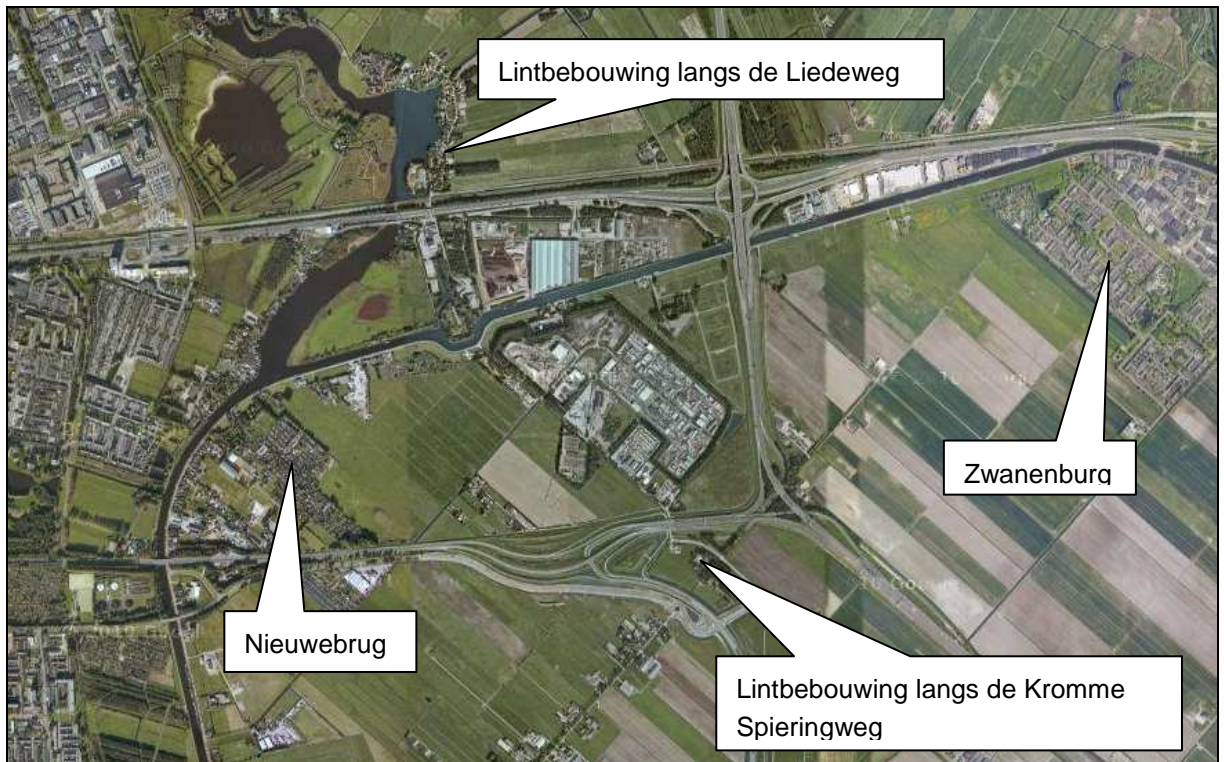 Lintbebouwing langs de Liedeweg
Zwanenburg
Nieuwebrug
Lintbebouwing langs de Kromme
Spieringweg